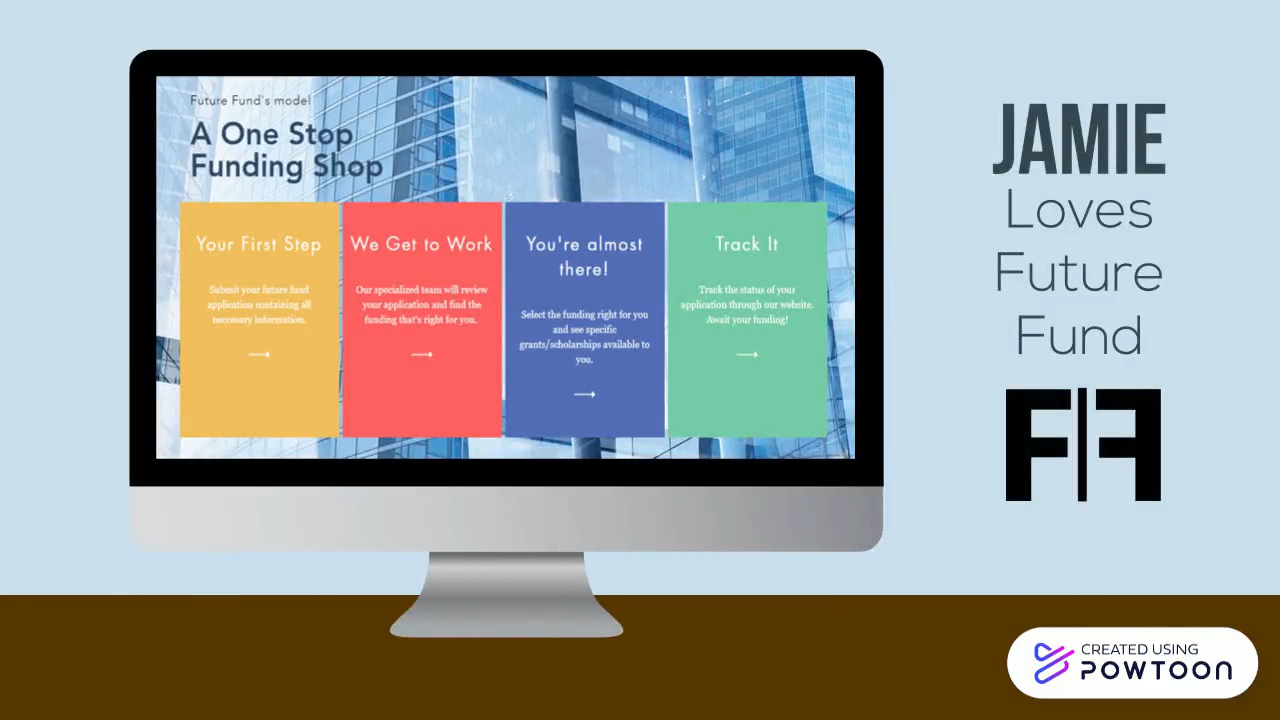 Future Fund's model
A One Stop
Funding Shop
Your First Step
Submit your future fund
application containing all
neccesary information.
We Get to Work
Our specialized team will review
your application and find the
funding that's right for you.
You're almost
there!
Select the funding right for you
and see specific
grants/scholarships available to
you.
Track It
Track the status of your
application through our website.
Await your funding!
JAMIE
Loves
Future
Fund
F|F
CREATED USING
POWTOON